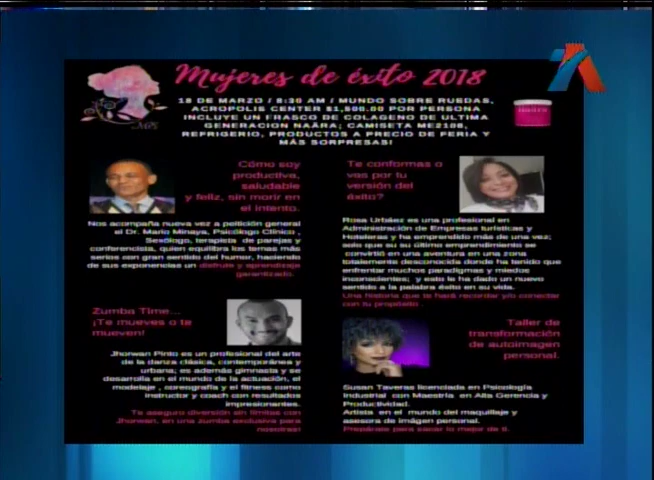 Mujeres de éxito 2018
18 DE MARZO / 8:30 AM / MUNDO SOBRE RUEDAS,
ACROPOLIS CENTER $1,500.00 POR PERSONA
INCLUYE UN FRASCO DE COLAGENO DE ULTIMA
GENERACION NAÄRA; CAMISETA ME2108,
REFRIGERIO, PRODUCTOS A PRECIO DE FERIA Y
MÁS SORPRESAS!
Cómo soy
productiva,
saludable
y feliz, sin morir en
el intento.
Nos acompaña nueva vez a petición general
el Dr. Mario Minaya, Psicólogo Clínico,
Sexólogo, terapista de parejas y
conferencista, quien equilibra los temas más
serios con gran sentido del humor, haciendo
de sus exponencias un disfrute y aprendizaje
garantizado.
Te conformas o
vas por tu
versión del
éxito?
Rosa Urbáez es una profesional en
Administración de Empresas turísticas y
Hoteleras y ha emprendido más de una vez;
solo que su su último emprendimiento se
convirtió en una aventura en una zona
totalemente desconocida donde ha tenido que
enfrentar muchos paradigmas y miedos
inconscientes; y esto le ha dado un nuevo
sentido a la palabra éxito en su vida.
Una historia que te hará recordar y/o conectar
con tu propósito.
Zumba Time...
¡Te mueves o te
mueven!
Jhonwan Pinto es un profesional del arte
de la danza clásica, contemporánea y
urbana; es además gimnasta y se
desarrolla en el mundo de la actuación, el
modelaje, coreografía y el fitness como
instructor y coach con resultados
impresionantes.
Te aseguro diversión sin límites con
Jhonwan, en una zumba exclusiva para
nosotras!
Taller de
transformación
de autoimagen
personal.
Susan Taveras licenciada en Psicología
Industrial con Maestría en Alta Gerencia y
Productividad.
Artista en el mundo del maquillaje y
asesora de imágen personal.
Prepárate para sacar lo mejor de ti.